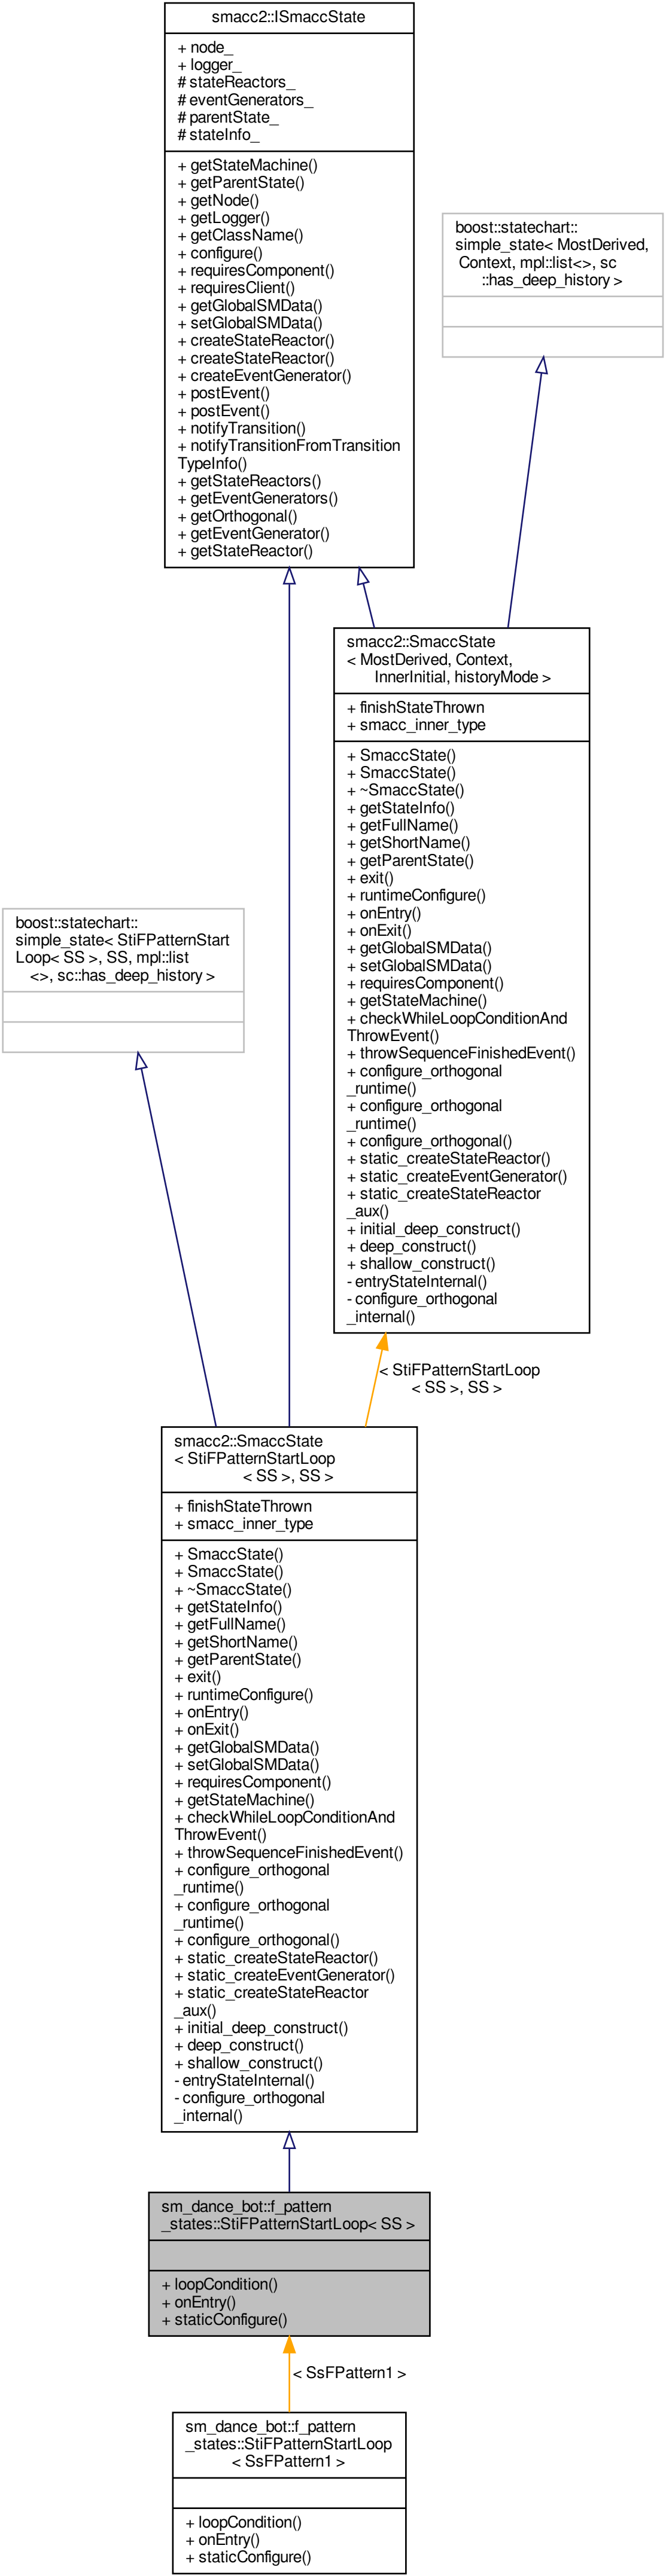 smacc2::ISmaccState
+ node_
+ logger_
# stateReactors_
# eventGenerators_
# parentState_
# stateInfo_
+ getStateMachine()
+ getParentState()
+ getNode()
+ getLogger()
+ getClassName()
+ configure()
+ requiresComponent()
+ requiresClient()
+ getGlobalSMData()
+ setGlobalSMData()
+ createStateReactor()
+ createStateReactor()
+ createEventGenerator()
+ postEvent()
+ postEvent()
+ notifyTransition()
+ notifyTransitionFromTransition
TypeInfo()
+ getStateReactors()
+ getEventGenerators()
+ getOrthogonal()
+ getEventGenerator()
+ getStateReactor()
boost::statechart::
simple_state< MostDerived,
Context, mpl::list<>, sc
::has_deep_history >
smacc2::SmaccState
< MostDerived, Context,
InnerInitial, historyMode >
+ finishStateThrown
+ smacc_inner_type
+ SmaccState()
+ SmaccState()
+ ~SmaccState()
+ getStateInfo()
+ getFullName()
+ getShortName()
+ getParentState()
+ exit()
+ runtimeConfigure()
+ onEntry()
+ onExit()
+ getGlobalSMData()
+ setGlobalSMData()
+ requiresComponent()
+ getStateMachine()
+ checkWhileLoopConditionAnd
ThrowEvent()
+ throwSequenceFinishedEvent()
+ configure_orthogonal
_runtime()
+ configure_orthogonal
_runtime()
+ configure_orthogonal()
+ static_createStateReactor()
+ static_createEventGenerator()
+ static_createStateReactor
_aux()
+ initial_deep_construct()
+ deep_construct()
+ shallow_construct()
- entryStateInternal()
- configure_orthogonal
_internal()
boost::statechart::
simple_state< StiFPatternStart
Loop< SS >, SS, mpl::list
<>, sc::has_deep_history >
< StiFPatternStartLoop
< SS >, SS >
smacc2::SmaccState
< StiFPatternStartLoop
< SS >, SS >
+ finishStateThrown
+ smacc_inner_type
+ SmaccState()
+ SmaccState()
+ ~SmaccState()
+ getStateInfo()
+ getFullName()
+ getShortName()
+ getParentState()
+ exit()
+ runtimeConfigure()
+ onEntry()
+ onExit()
+ getGlobalSMData()
+ setGlobalSMData()
+ requiresComponent()
+ getStateMachine()
+ checkWhileLoopConditionAnd
ThrowEvent()
+ throwSequenceFinishedEvent()
+ configure_orthogonal
_runtime()
+ configure_orthogonal
_runtime()
+ configure_orthogonal()
+ static_createStateReactor()
+ static_createEventGenerator()
+ static_createStateReactor
_aux()
+ initial_deep_construct()
+ deep_construct()
+ shallow_construct()
- entryStateInternal()
- configure_orthogonal
_internal()
sm_dance_bot::f_pattern
_states::StiFPatternStartLoop< SS >
+ loopCondition()
+ onEntry()
+ staticConfigure()
< SsFPattern1 >
sm_dance_bot::f_pattern
_states::StiFPatternStartLoop
< SsFPattern1 >
+ loopCondition()
+ onEntry()
+ staticConfigure()